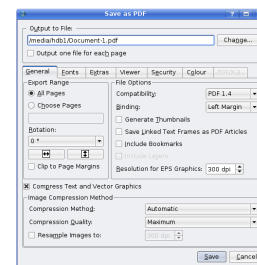 Save as PDF
Output to File:
/media/hdb1/Document-1.pdf
Change...
Output one file for each page
General Fonts Extras Viewer Security Colour
Export Range
All Pages
Choose Pages
Rotation:
0 °
Clip to Page Margins
File Options
Compatibility: PDF 1.4
Binding: Left Margin
Generate Thumbnails
Save Linked Text Frames as PDF Articles
Include Bookmarks
Include Layers
Resolution for EPS Graphics: 300 dpi
Compress Text and Vector Graphics
Image Compression Method
Compression Method: Automatic
Compression Quality: Maximum
Resample Images to: 300 dpi
Save Cancel